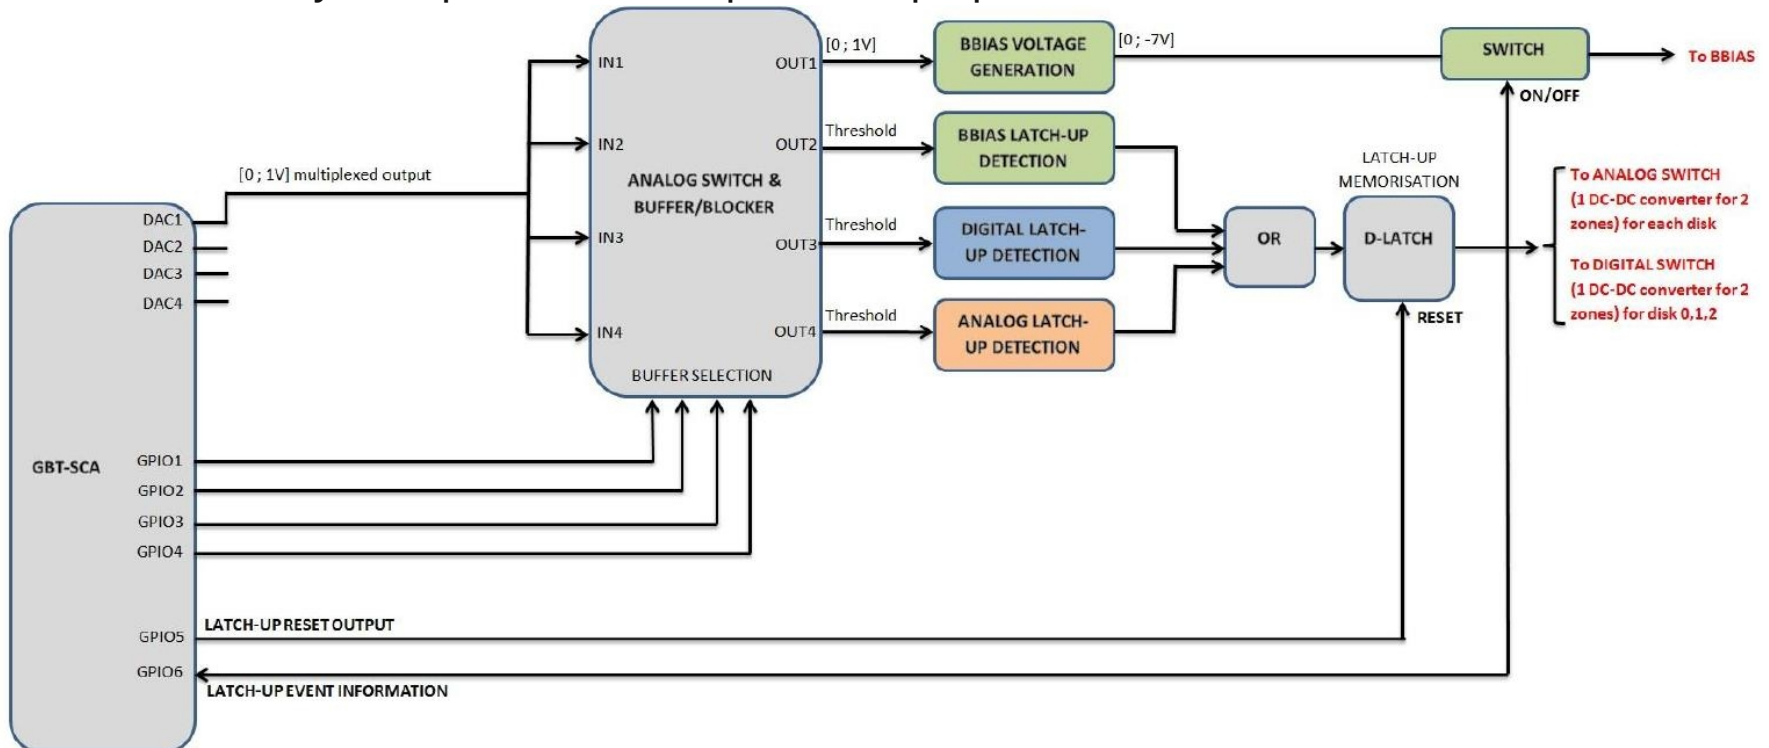 [0 ; 1V] multiplexed output
DAC1
DAC2
DAC3
DAC4
GBT-SCA
GPIO1
GPIO2
GPIO3
GPIO4
GPIO5
GPIO6
LATCH-UP RESET OUTPUT
LATCH-UP EVENT INFORMATION
IN1
IN2
IN3
IN4
ANALOG SWITCH &
BUFFER/BLOCKER
OUT1
OUT2
OUT3
OUT4
BUFFER SELECTION
[0 ; 1V]
Threshold
Threshold
Threshold
BBIAS VOLTAGE
GENERATION
BBIAS LATCH-UP
DETECTION
DIGITAL LATCH-
UP DETECTION
ANALOG LATCH-
UP DETECTION
[0 ; -7V]
OR
LATCH-UP
MEMORISATION
D-LATCH
RESET
SWITCH
ON/OFF
To BBIAS
To ANALOG SWITCH
(1 DC-DC converter for 2
zones) for each disk
To DIGITAL SWITCH
(1 DC-DC converter for 2
zones) for disk 0,1,2